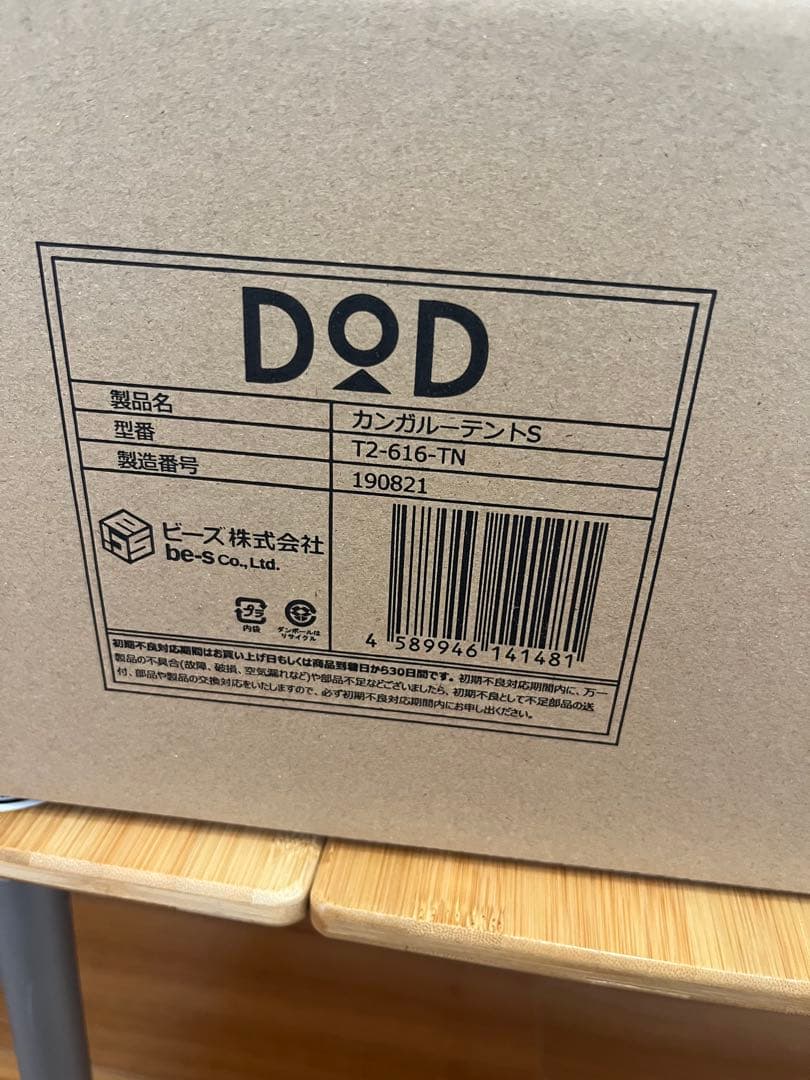 DOD
製品名 カンガルーテントS
型番 T2-616-TN
製造番号 190821
ビーズ株式会社
be-s Co., Ltd.
プラ
内袋
ダンボールは
リサイクル
4 589946 141481
初期不良対応期間はお買い上げ日もしくは商品到着日から30日間です。初期不良対応期間内に、万一
製品の不具合(故障、破損、空気漏れなど)や部品不足などございましたら、初期不良として不足部品の送
付、部品や製品の交換対応をいたしますので、必ず初期不良対応期間内にお申し出ください。